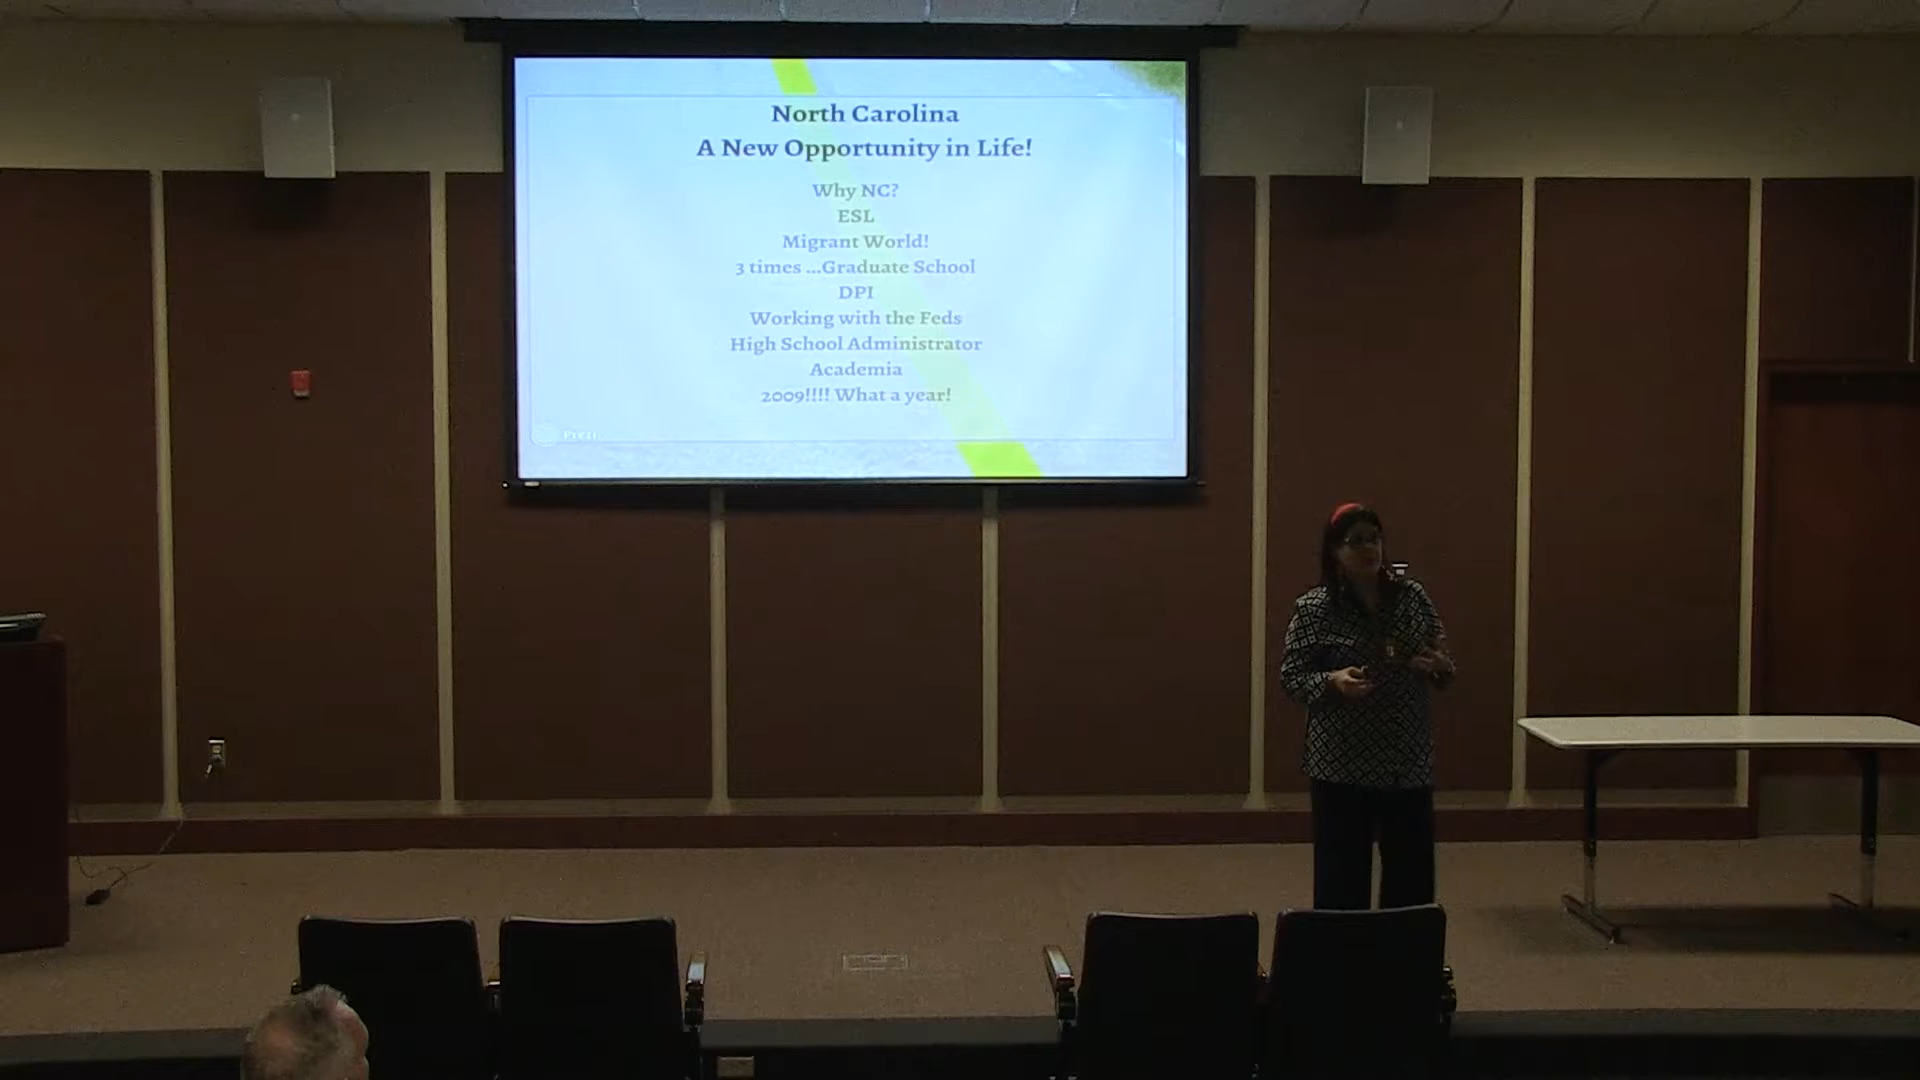 North Carolina
A New Opportunity in Life!
Why NC?
ESL
Migrant World!
3 times ...Graduate School
DPI
Working with the Feds
High School Administrator
Academia
2009!!!! What a year!
Prezi